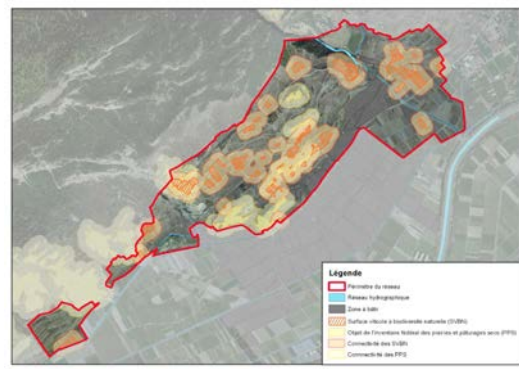 Légende
Périmètre du réseau
Réseau hydrographique
Zone à bâtir
Surface viticole à biodiversité naturelle (SVBN)
Objet de l'inventaire fédéral des prairies et pâturages secs (PPS)
Connectivité des SVBN
Connectivité des PPS